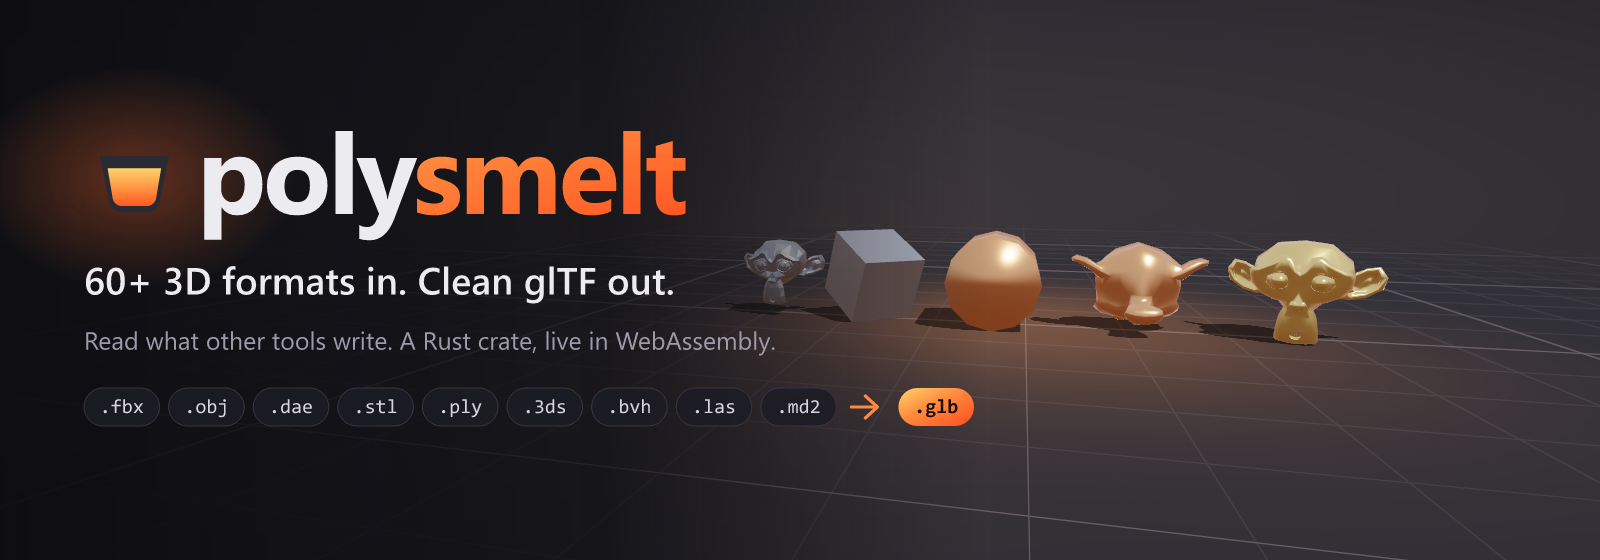 polysmelt
60+ 3D formats in. Clean glTF out.
Read what other tools write. A Rust crate, live in WebAssembly.
.fbx .obj .dae .stl .ply .3ds .bvh .las .md2 → .glb